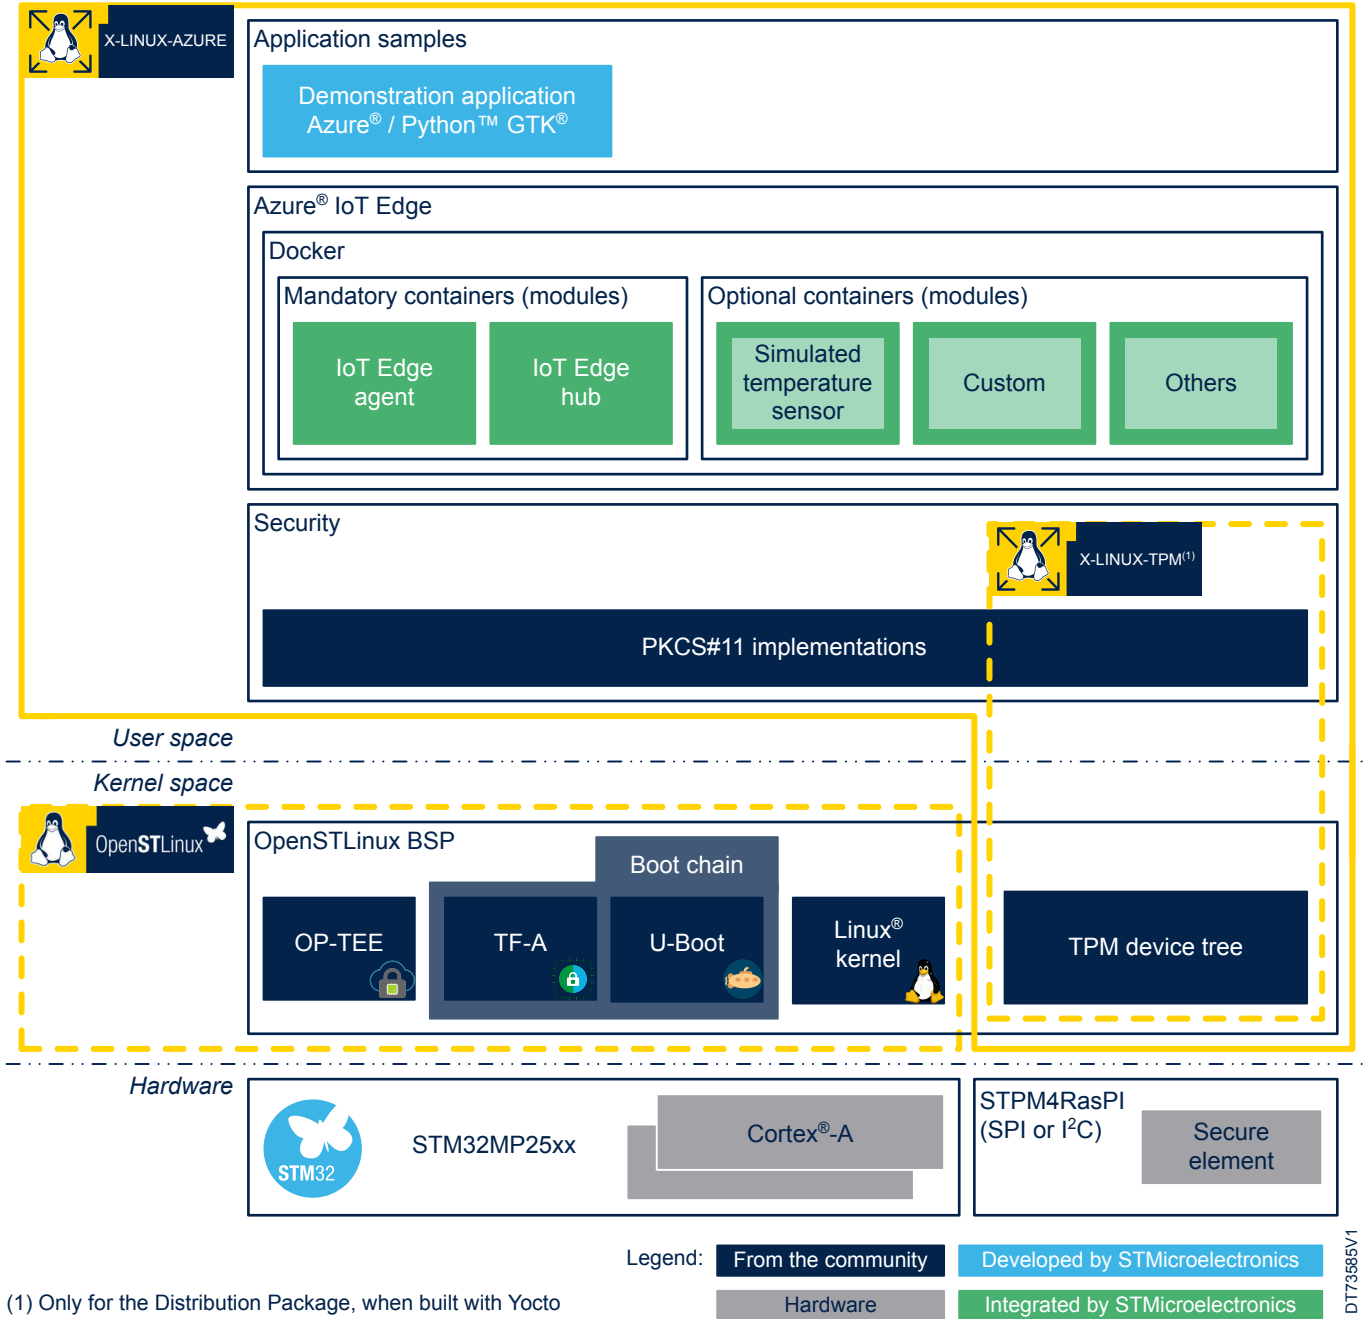 X-LINUX-AZURE
Application samples
Demonstration application
Azure® / Python™ GTK®
Azure® IoT Edge
Docker
Mandatory containers (modules)
Optional containers (modules)
IoT Edge
agent
IoT Edge
hub
Simulated
temperature
sensor
Custom
Others
Security
X-LINUX-TPM(1)
PKCS#11 implementations
User space
Kernel space
OpenSTLinux
OpenSTLinux BSP
Boot chain
OP-TEE
TF-A
U-Boot
Linux®
kernel
TPM device tree
Hardware
STM32
STM32MP25xx
Cortex®-A
STPM4RasPI
(SPI or I²C)
Secure
element
Legend:
From the community
Developed by STMicroelectronics
Hardware
Integrated by STMicroelectronics
(1) Only for the Distribution Package, when built with Yocto
DT73585V1